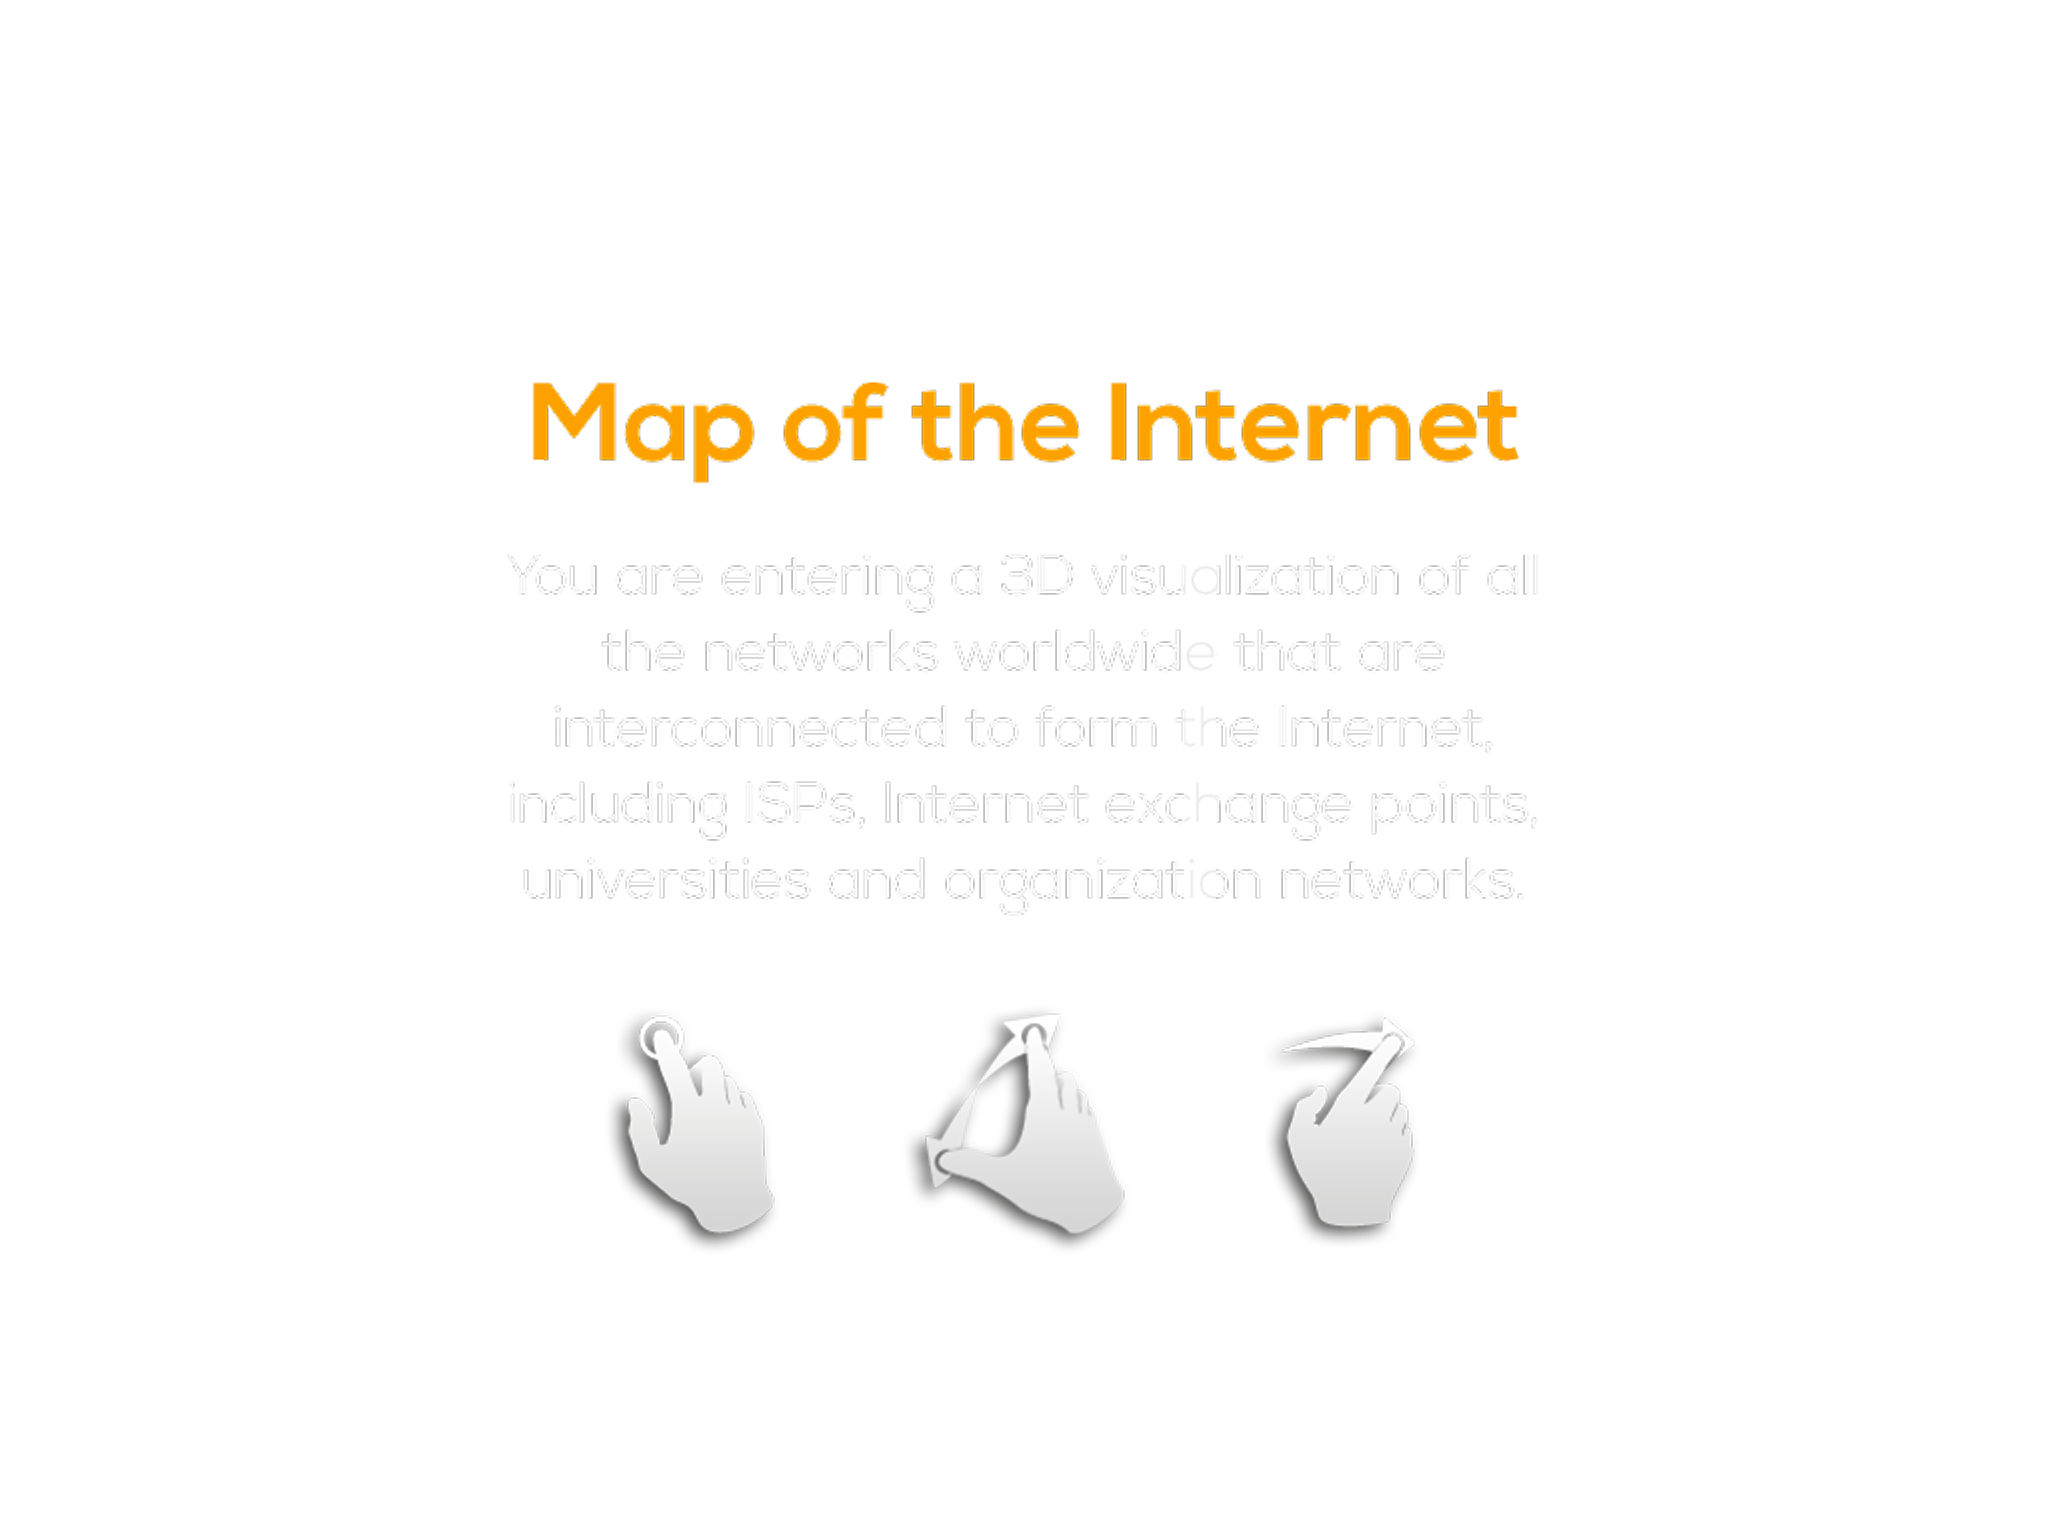 Map of the Internet
You are entering a 3D visualization of all
the networks worldwide that are
interconnected to form the Internet,
including ISPs, Internet exchange points,
universities and organization networks.